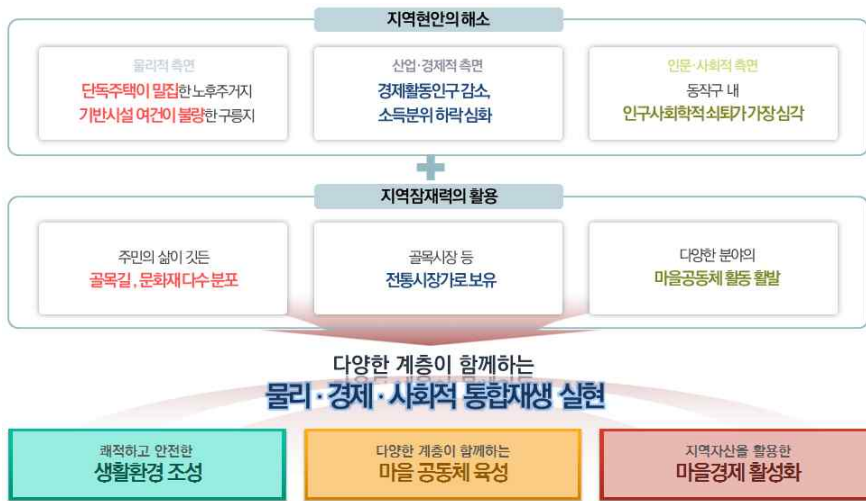 지역현안의 해소
물리적 측면
단독주택이 밀집한 노후주거지
기반시설 여건이 불량한 구릉지
산업·경제적 측면
경제활동인구 감소,
소득분위 하락 심화
인문·사회적 측면
동작구 내
인구사회학적 쇠퇴가 가장 심각
지역잠재력의 활용
주민의 삶이 깃든
골목길, 문화재 다수 분포
골목시장 등
전통시장가로 보유
다양한 분야의
마을공동체 활동 활발
다양한 계층이 함께하는
물리·경제·사회적 통합재생 실현
쾌적하고 안전한
생활환경 조성
다양한 계층이 함께하는
마을 공동체 육성
지역자산을 활용한
마을경제 활성화